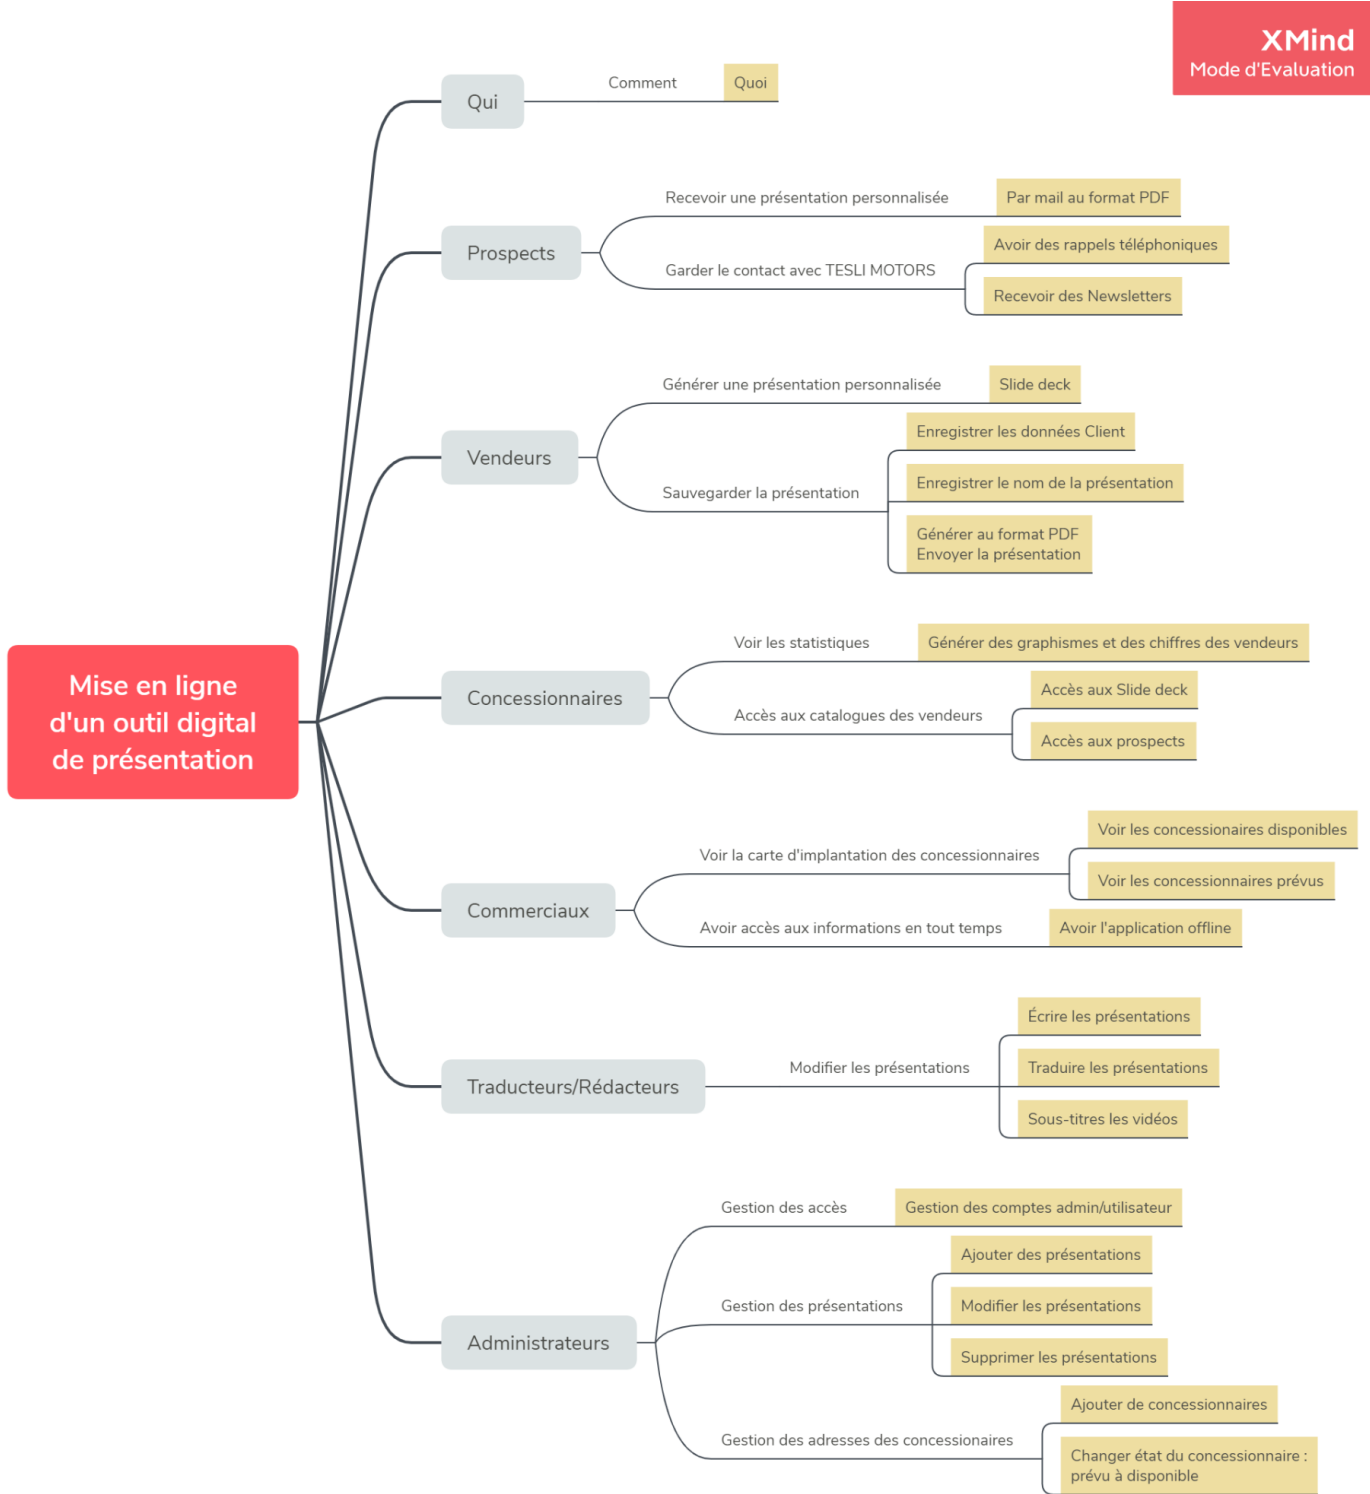 XMind
Mode d'Evaluation
Qui
Comment
Quoi
Prospects
Recevoir une présentation personnalisée
Par mail au format PDF
Garder le contact avec TESLI MOTORS
Avoir des rappels téléphoniques
Recevoir des Newsletters
Vendeurs
Générer une présentation personnalisée
Slide deck
Sauvegarder la présentation
Enregistrer les données Client
Enregistrer le nom de la présentation
Générer au format PDF
Envoyer la présentation
Mise en ligne
d'un outil digital
de présentation
Concessionnaires
Voir les statistiques
Générer des graphismes et des chiffres des vendeurs
Accès aux catalogues des vendeurs
Accès aux Slide deck
Accès aux prospects
Commerciaux
Voir la carte d'implantation des concessionnaires
Voir les concessionaires disponibles
Voir les concessionnaires prévus
Avoir accès aux informations en tout temps
Avoir l'application offline
Traducteurs/Rédacteurs
Modifier les présentations
Écrire les présentations
Traduire les présentations
Sous-titres les vidéos
Administrateurs
Gestion des accès
Gestion des comptes admin/utilisateur
Gestion des présentations
Ajouter des présentations
Modifier les présentations
Supprimer les présentations
Gestion des adresses des concessionaires
Ajouter de concessionnaires
Changer état du concessionnaire :
prévu à disponible